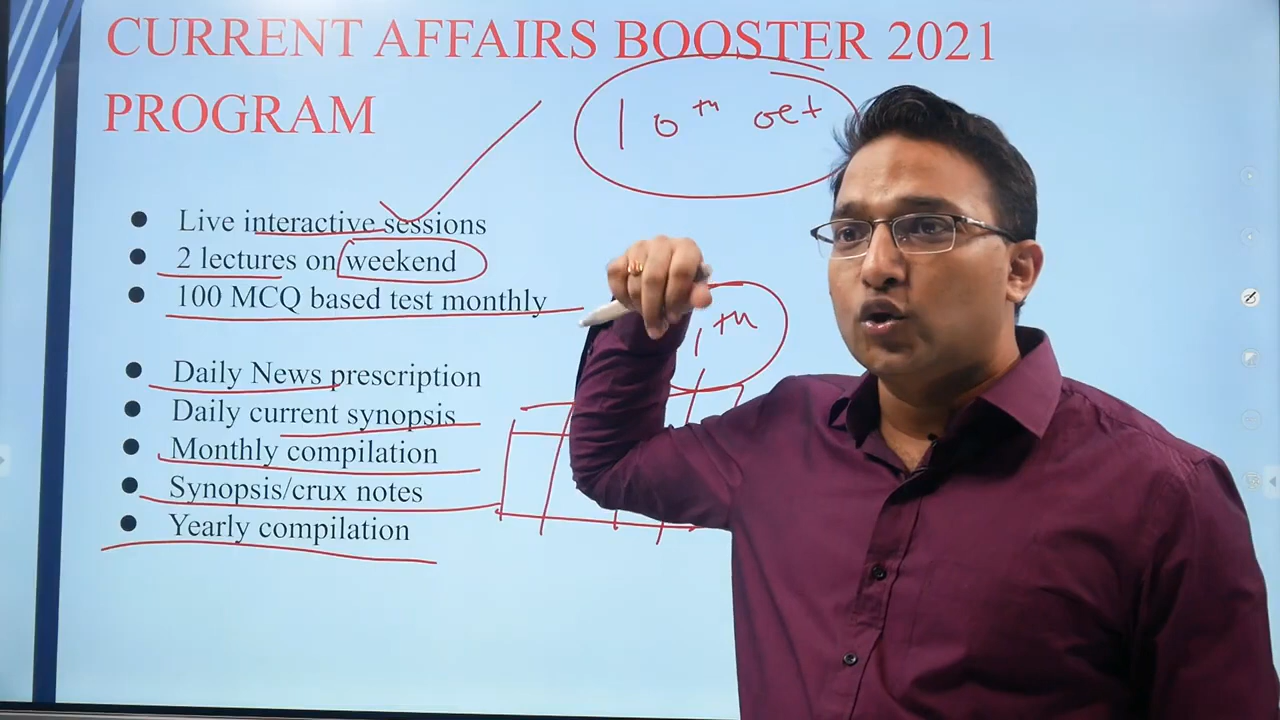 CURRENT AFFAIRS BOOSTER 2021
PROGRAM
10th oct
Live interactive sessions
2 lectures on weekend
100 MCQ based test monthly
1th
Daily News prescription
Daily current synopsis
Monthly compilation
Synopsis/crux notes
Yearly compilation